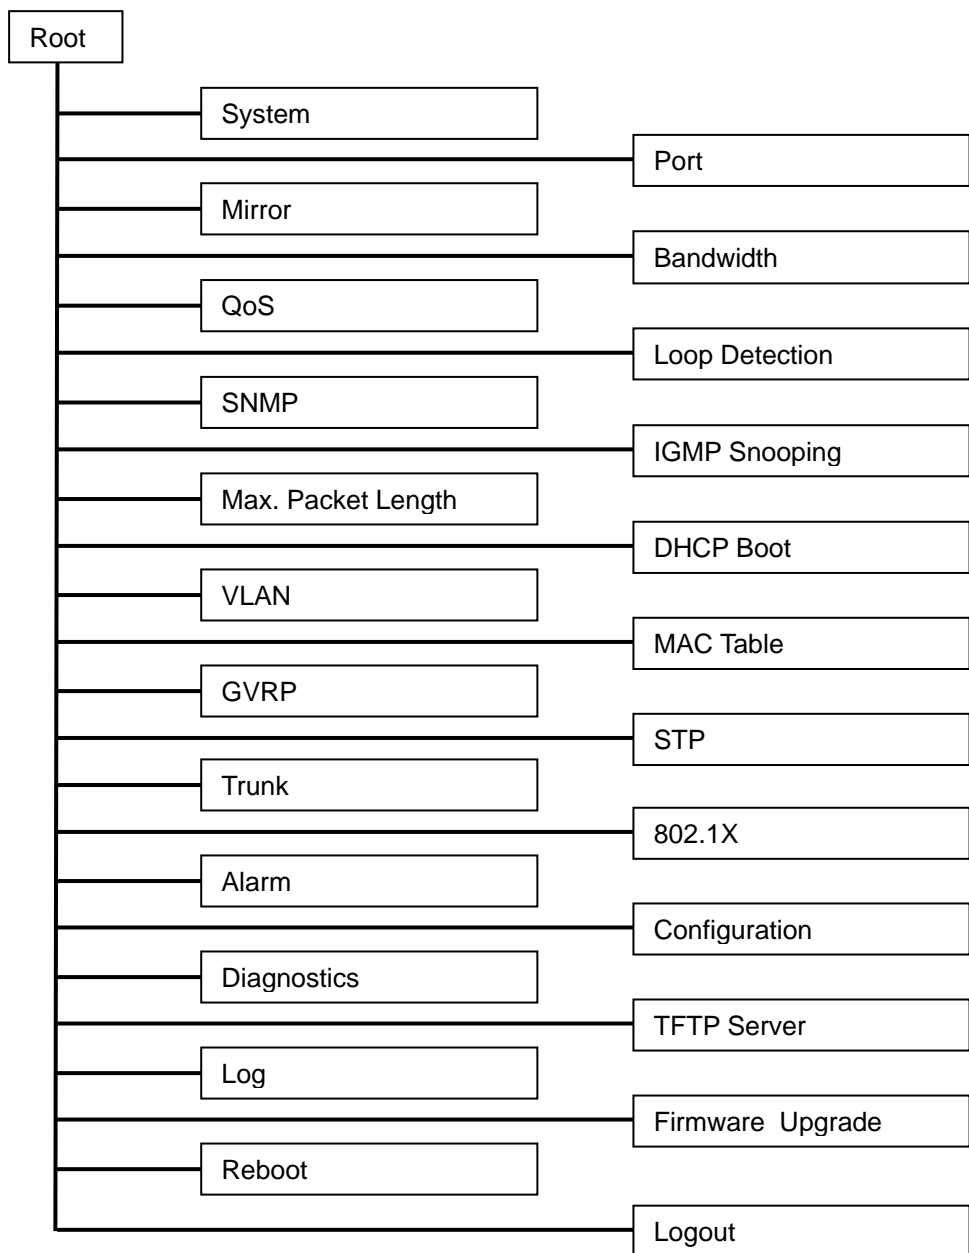 Root
System
Port
Mirror
Bandwidth
QoS
Loop Detection
SNMP
IGMP Snooping
Max. Packet Length
DHCP Boot
VLAN
MAC Table
GVRP
STP
Trunk
802.1X
Alarm
Configuration
Diagnostics
TFTP Server
Log
Firmware Upgrade
Reboot
Logout